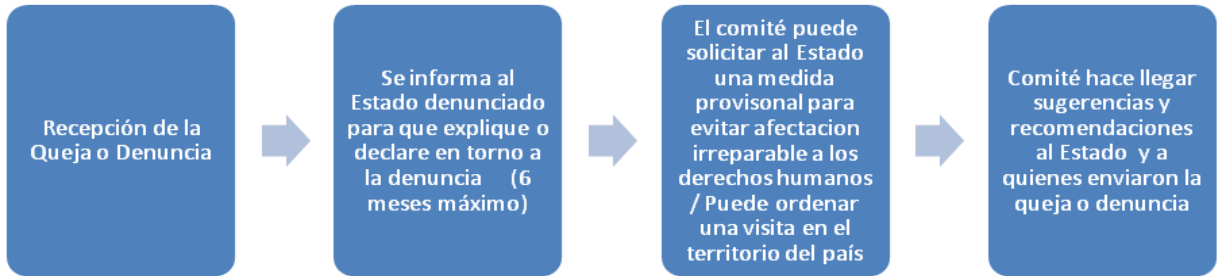 Recepción de la
Queja o Denuncia
Se informa al
Estado denunciado
para que explique o
declare en torno a
la denuncia (6
meses máximo)
El comité puede
solicitar al Estado
una medida
provisonal para
evitar afectacion
irreparable a los
derechos humanos
/ Puede ordenar
una visita en el
territorio del país
Comité hace llegar
sugerencias y
recomendaciones
al Estado y a
quienes enviaron la
queja o denuncia